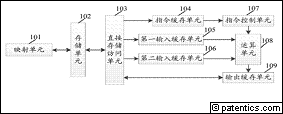 101
映射单元
102
存储单元
103
直接存储访问单元
104
指令缓存单元
105
第一输入缓存单元
106
第二输入缓存单元
107
指令控制单元
108
运算单元
109
输出缓存单元
© patentics.com